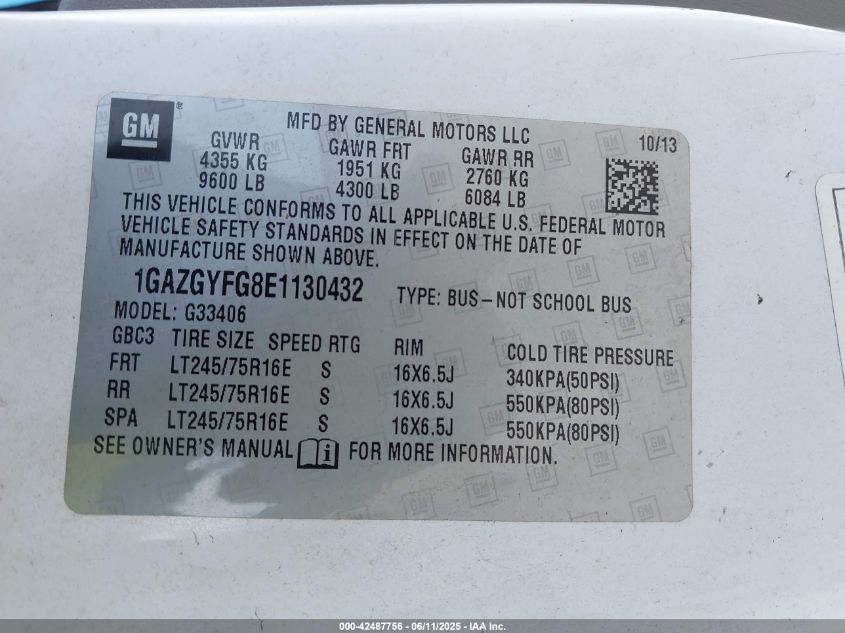 GM ®
MFD BY GENERAL MOTORS LLC
10/13
GVWR GAWR FRT GAWR RR
4355 KG 1951 KG 2760 KG
9600 LB 4300 LB 6084 LB
THIS VEHICLE CONFORMS TO ALL APPLICABLE U.S. FEDERAL MOTOR
VEHICLE SAFETY STANDARDS IN EFFECT ON THE DATE OF
MANUFACTURE SHOWN ABOVE.
1GAZGYFG8E1130432 TYPE: BUS–NOT SCHOOL BUS
MODEL: G33406
GBC3 TIRE SIZE SPEED RTG RIM COLD TIRE PRESSURE
FRT LT245/75R16E S 16X6.5J 340KPA(50PSI)
RR LT245/75R16E S 16X6.5J 550KPA(80PSI)
SPA LT245/75R16E S 16X6.5J 550KPA(80PSI)
SEE OWNER'S MANUAL i FOR MORE INFORMATION.
000-42487756 - 06/11/2025 - IAA Inc.